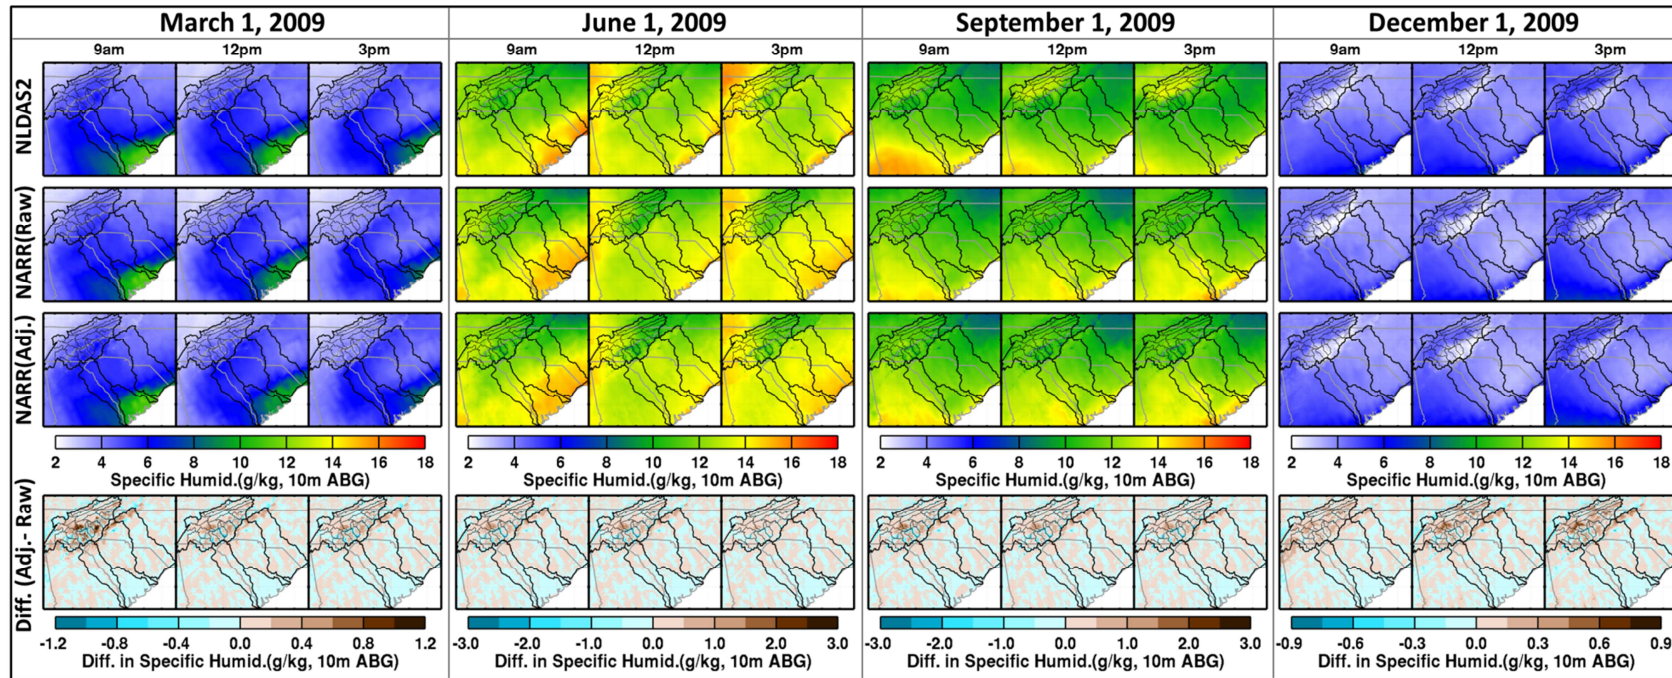 March 1, 2009 June 1, 2009 September 1, 2009 December 1, 2009
9am 12pm 3pm 9am 12pm 3pm 9am 12pm 3pm 9am 12pm 3pm
NLDAS2
NARR(Raw)
NARR(Adj.)
2 4 6 8 10 12 14 16 18 2 4 6 8 10 12 14 16 18 2 4 6 8 10 12 14 16 18 2 4 6 8 10 12 14 16 18
Specific Humid.(g/kg, 10m ABG) Specific Humid.(g/kg, 10m ABG) Specific Humid.(g/kg, 10m ABG) Specific Humid.(g/kg, 10m ABG)
Diff. (Adj.- Raw)
-1.2 -0.8 -0.4 0.0 0.4 0.8 1.2 -3.0 -2.0 -1.0 0.0 1.0 2.0 3.0 -3.0 -2.0 -1.0 0.0 1.0 2.0 3.0 -0.9 -0.6 -0.3 0.0 0.3 0.6 0.9
Diff. in Specific Humid.(g/kg, 10m ABG) Diff. in Specific Humid.(g/kg, 10m ABG) Diff. in Specific Humid.(g/kg, 10m ABG) Diff. in Specific Humid.(g/kg, 10m ABG)